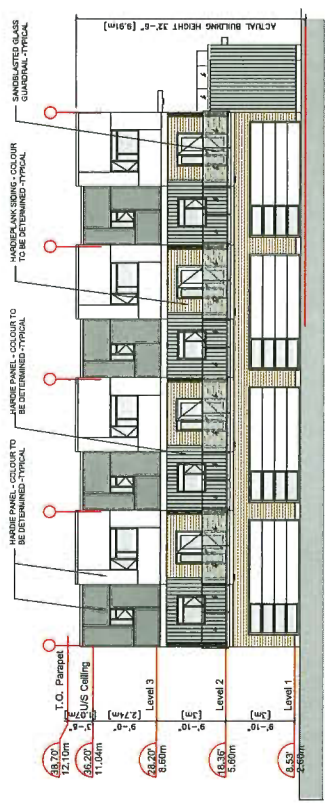 HARDIE PANEL - COLOUR TO
BE DETERMINED -TYPICAL
HARDIE PANEL - COLOUR TO
BE DETERMINED -TYPICAL
HARDIEPLANK SIDING - COLOUR
TO BE DETERMINED -TYPICAL
SANDBLASTED GLASS
GUARDRAIL -TYPICAL
ACTUAL BUILDING HEIGHT 32'-6" [9.91m]
38.70'
12.10m
T.O. Parapet
3'-6"
[1.07m]
36.20'
11.04m
U/S Ceiling
9'-0"
[2.74m]
28.20'
8.60m
Level 3
9'-10"
[3m]
18.36'
5.60m
Level 2
9'-10"
[3m]
8.53'
2.60m
Level 1